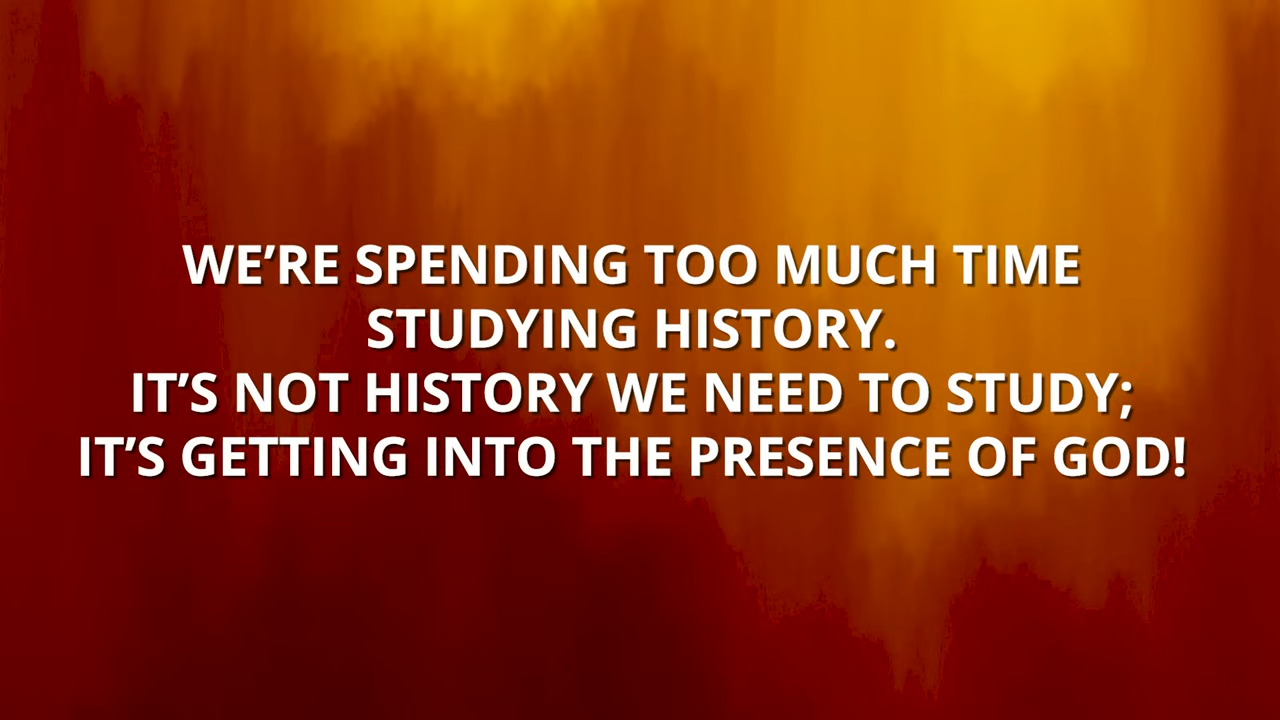 WE’RE SPENDING TOO MUCH TIME
STUDYING HISTORY.
IT’S NOT HISTORY WE NEED TO STUDY;
IT’S GETTING INTO THE PRESENCE OF GOD!